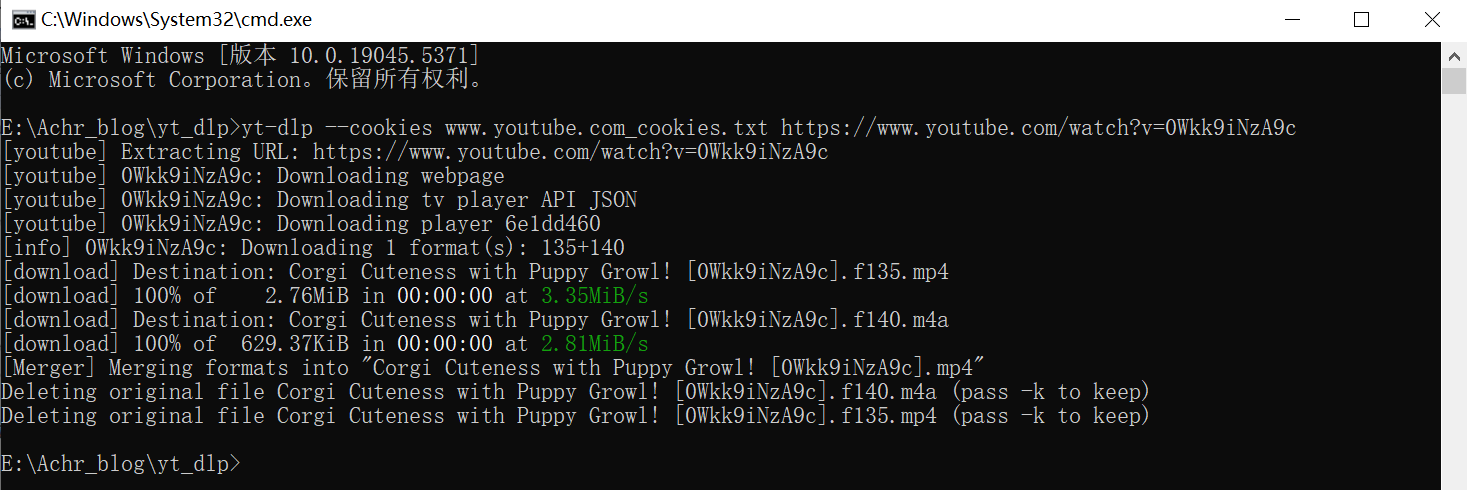 C:\Windows\System32\cmd.exe
Microsoft Windows [版本 10.0.19045.5371]
(c) Microsoft Corporation。保留所有权利。
E:\Achr_blog\yt_dlp>yt-dlp --cookies www.youtube.com_cookies.txt https://www.youtube.com/watch?v=0Wkk9iNzA9c
[youtube] Extracting URL: https://www.youtube.com/watch?v=0Wkk9iNzA9c
[youtube] 0Wkk9iNzA9c: Downloading webpage
[youtube] 0Wkk9iNzA9c: Downloading tv player API JSON
[youtube] 0Wkk9iNzA9c: Downloading player 6e1dd460
[info] 0Wkk9iNzA9c: Downloading 1 format(s): 135+140
[download] Destination: Corgi Cuteness with Puppy Growl! [0Wkk9iNzA9c].f135.mp4
[download] 100% of    2.76MiB in 00:00:00 at 3.35MiB/s
[download] Destination: Corgi Cuteness with Puppy Growl! [0Wkk9iNzA9c].f140.m4a
[download] 100% of  629.37KiB in 00:00:00 at 2.81MiB/s
[Merger] Merging formats into "Corgi Cuteness with Puppy Growl! [0Wkk9iNzA9c].mp4"
Deleting original file Corgi Cuteness with Puppy Growl! [0Wkk9iNzA9c].f140.m4a (pass -k to keep)
Deleting original file Corgi Cuteness with Puppy Growl! [0Wkk9iNzA9c].f135.mp4 (pass -k to keep)
E:\Achr_blog\yt_dlp>